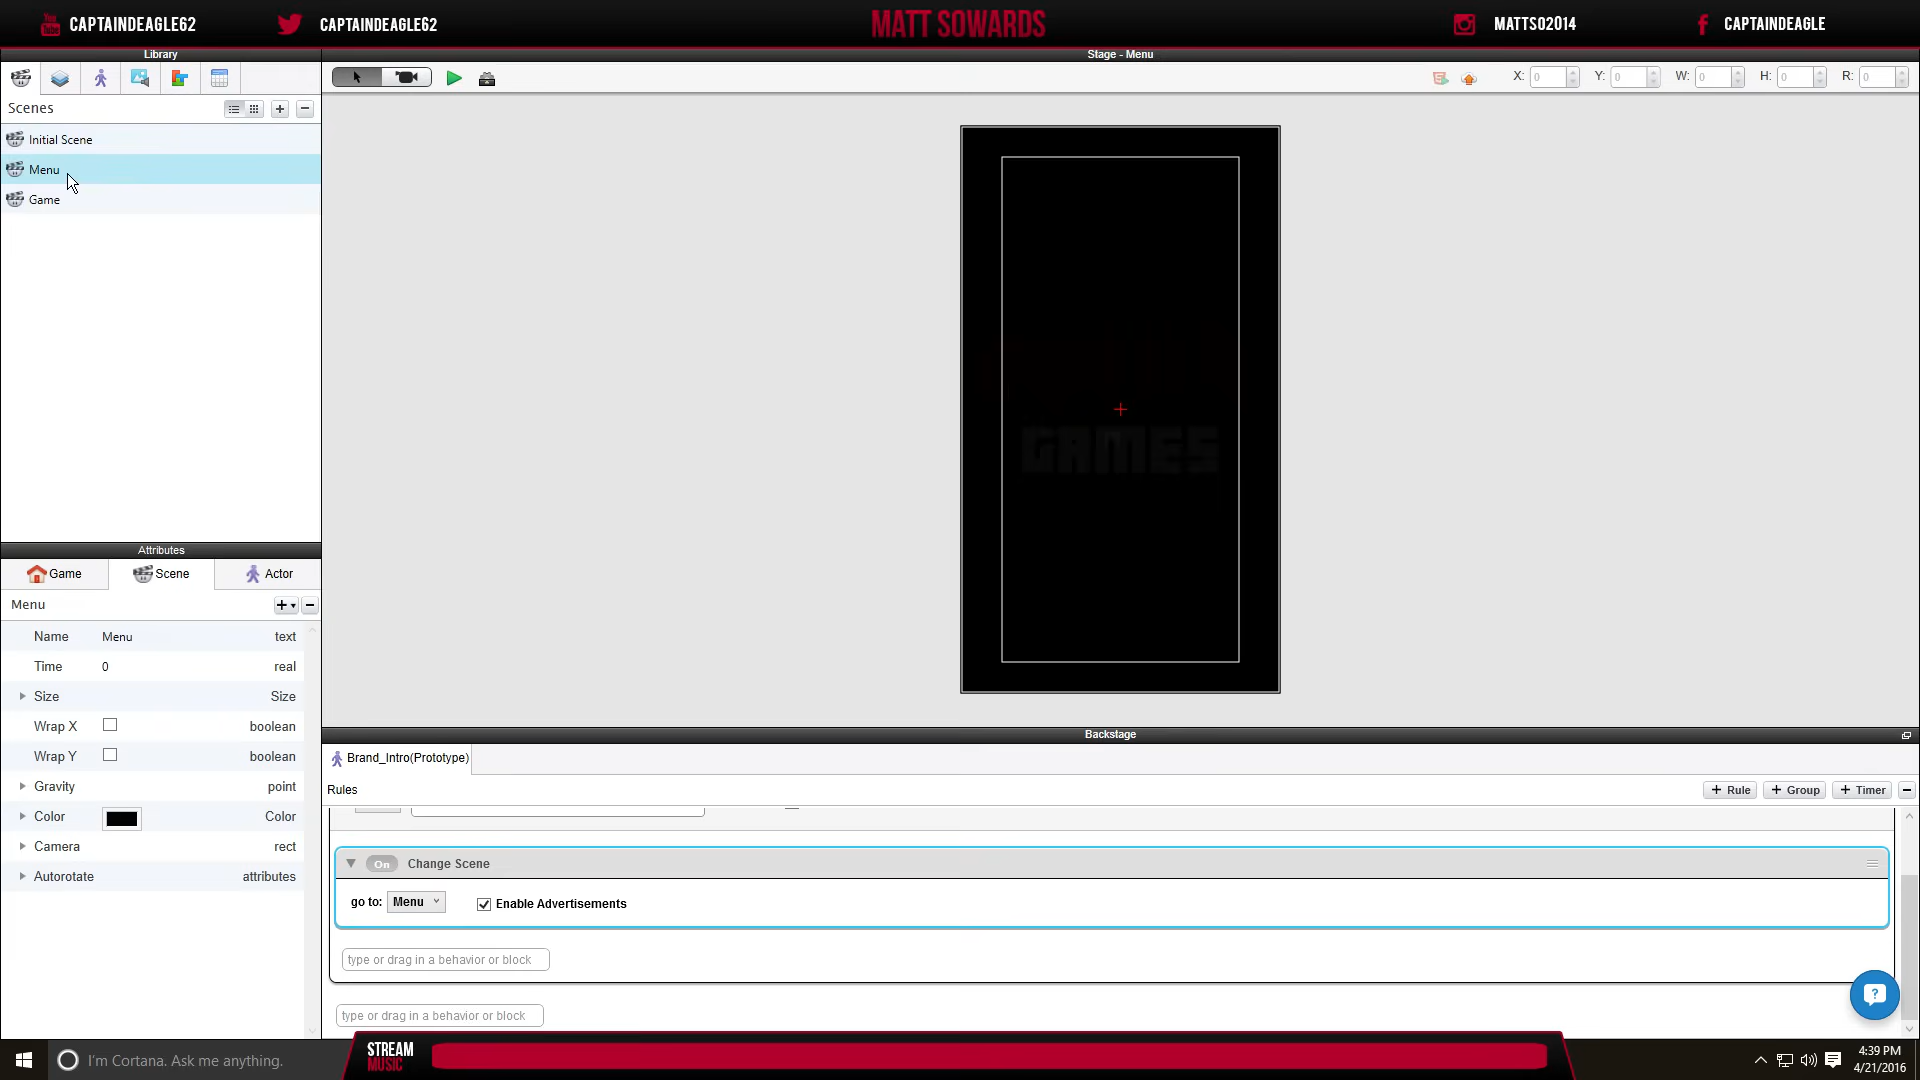 CAPTAINDEAGLE62
CAPTAINDEAGLE62
MATT SOWARDS
MATTSO2014
CAPTAINDEAGLE
Library
Stage - Menu
X: 0 Y: 0 W: 0 H: 0 R: 0
Scenes
Initial Scene
Menu
Game
GAMES
Attributes
Game Scene Actor
Menu
Name Menu text
Time 0 real
Size Size
Wrap X boolean
Wrap Y boolean
Gravity point
Color Color
Camera rect
Autorotate attributes
Backstage
Brand_Intro(Prototype)
Rules
+ Rule + Group + Timer
On Change Scene
go to: Menu Enable Advertisements
type or drag in a behavior or block
type or drag in a behavior or block
STREAM
MUSIC
I'm Cortana. Ask me anything.
4:39 PM
4/21/2016